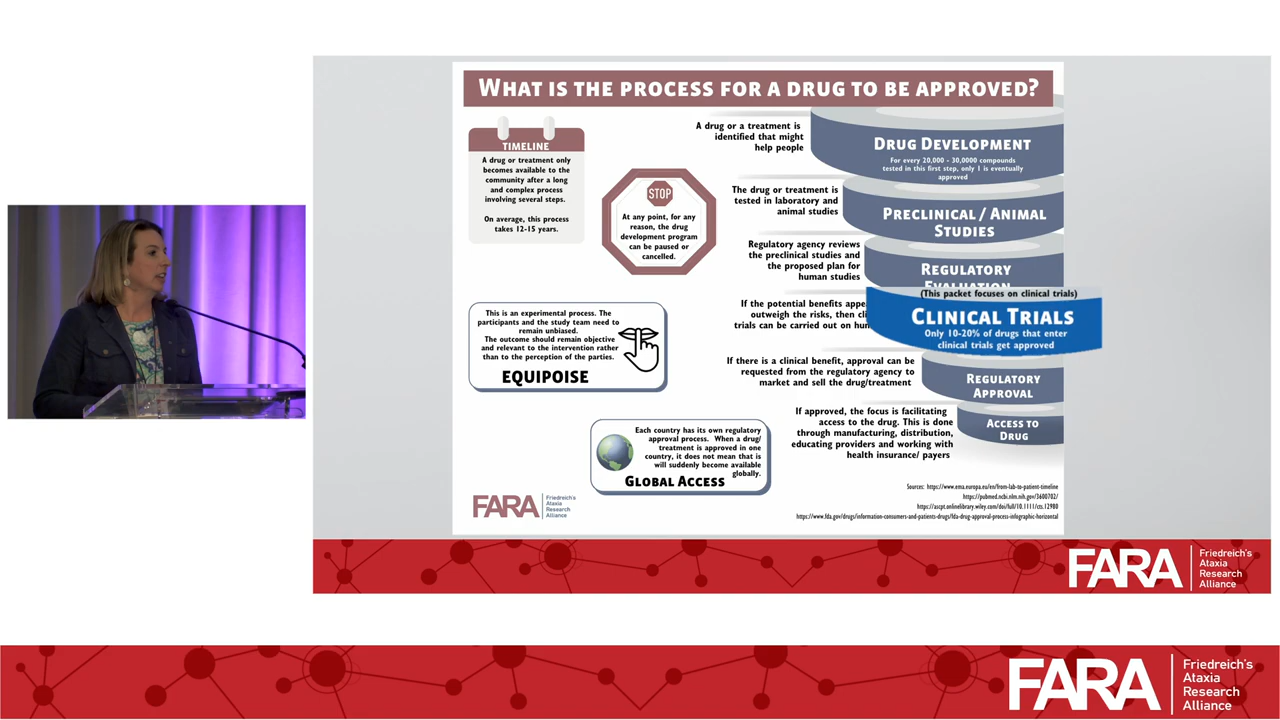 WHAT IS THE PROCESS FOR A DRUG TO BE APPROVED?
TIMELINE
A drug or treatment only
becomes available to the
community after a long
and complex process
involving several steps.
On average, this process
takes 12-15 years.
STOP
At any point, for any
reason, the drug
development program
can be paused or
cancelled.
A drug or a treatment is
identified that might
help people
DRUG DEVELOPMENT
For every 20,000 - 30,0000 compounds
tested in this first step, only 1 is eventually
approved
The drug or treatment is
tested in laboratory and
animal studies
PRECLINICAL / ANIMAL
STUDIES
Regulatory agency reviews
the preclinical studies and
the proposed plan for
human studies
REGULATORY
EVALUATION
If the potential benefits appe
outweigh the risks, then cli
trials can be carried out on hum
(This packet focuses on clinical trials)
CLINICAL TRIALS
Only 10-20% of drugs that enter
clinical trials get approved
This is an experimental process. The
participants and the study team need to
remain unbiased.
The outcome should remain objective
and relevant to the intervention rather
than to the perception of the parties.
EQUIPOISE
If there is a clinical benefit, approval can be
requested from the regulatory agency to
market and sell the drug/treatment
REGULATORY
APPROVAL
If approved, the focus is facilitating
access to the drug. This is done
through manufacturing, distribution,
educating providers and working with
health insurance/ payers
ACCESS TO
DRUG
Each country has its own regulatory
approval process. When a drug/
treatment is approved in one
country, it does not mean that is
will suddenly become available
globally.
GLOBAL ACCESS
FARA
Friedreich's
Ataxia
Research
Alliance
Sources: https://www.ema.europa.eu/en/from-lab-to-patient-timeline
https://pubmed.ncbi.nlm.nih.gov/3600702/
https://ascpt.onlinelibrary.wiley.com/doi/full/10.1111/cts.12980
https://www.fda.gov/drugs/information-consumers-and-patients-drugs/fda-drug-approval-process-infographic-horizontal
FARA
Friedreich's
Ataxia
Research
Alliance
FARA
Friedreich's
Ataxia
Research
Alliance